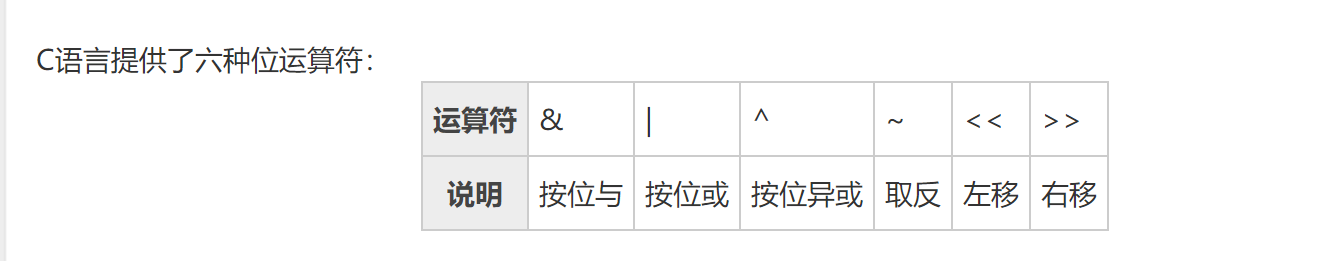 C语言提供了六种位运算符：
运算符 & | ^ ~ << >>
说明 按位与 按位或 按位异或 取反 左移 右移